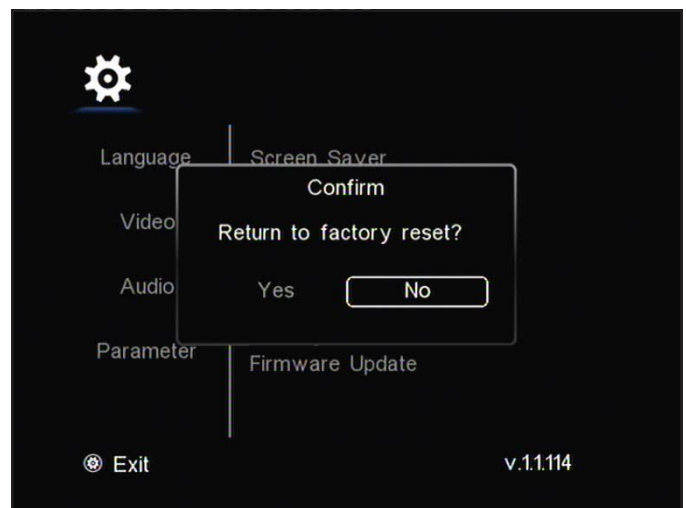 Language
Screen Saver
Confirm
Video
Return to factory reset?
Audio
Yes
No
Parameter
Firmware Update
Exit
v.1.1.114